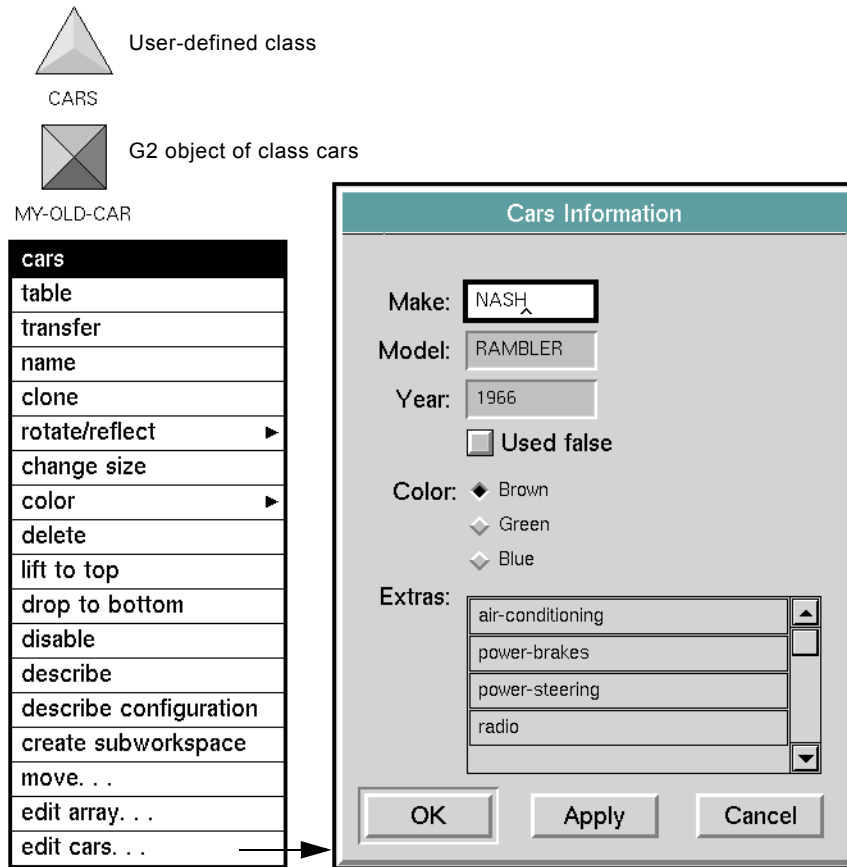 User-defined class
CARS
G2 object of class cars
MY-OLD-CAR
cars
table
transfer
name
clone
rotate/reflect
change size
color
delete
lift to top
drop to bottom
disable
describe
describe configuration
create subworkspace
move. . .
edit array. . .
edit cars. . .
Cars Information
Make: NASH
Model: RAMBLER
Year: 1966
Used false
Color: Brown
Green
Blue
Extras:
air-conditioning
power-brakes
power-steering
radio
OK Apply Cancel